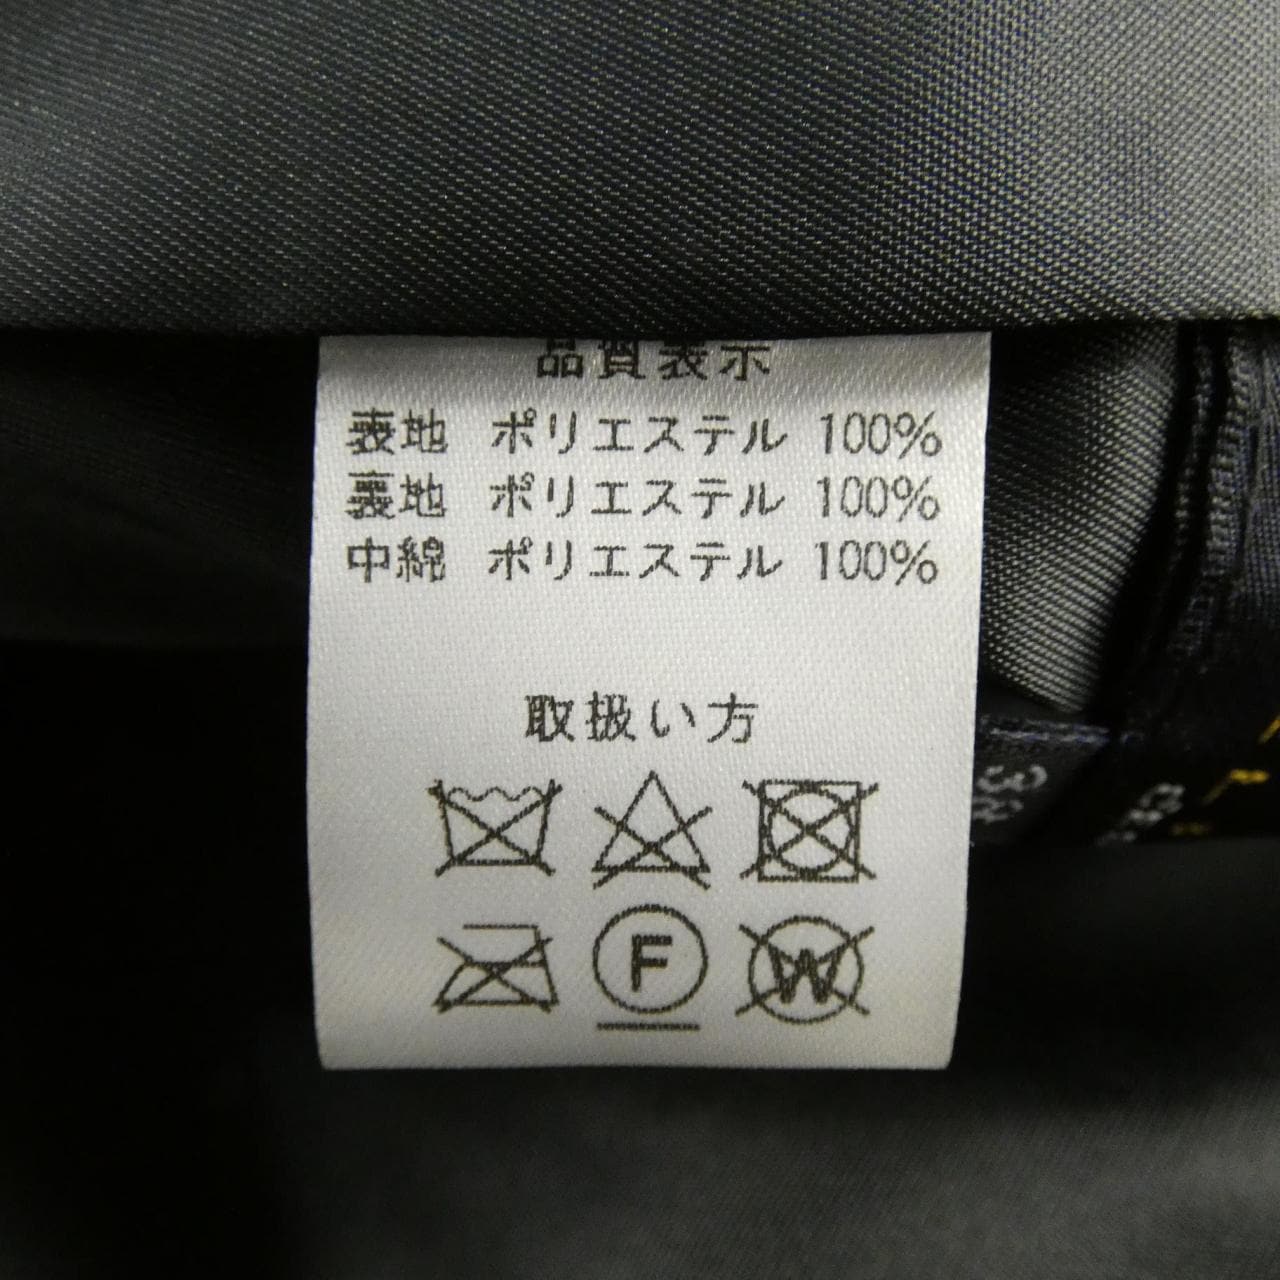 品質表示
表地 ポリエステル 100%
裏地 ポリエステル 100%
中綿 ポリエステル 100%
取扱い方
F
W